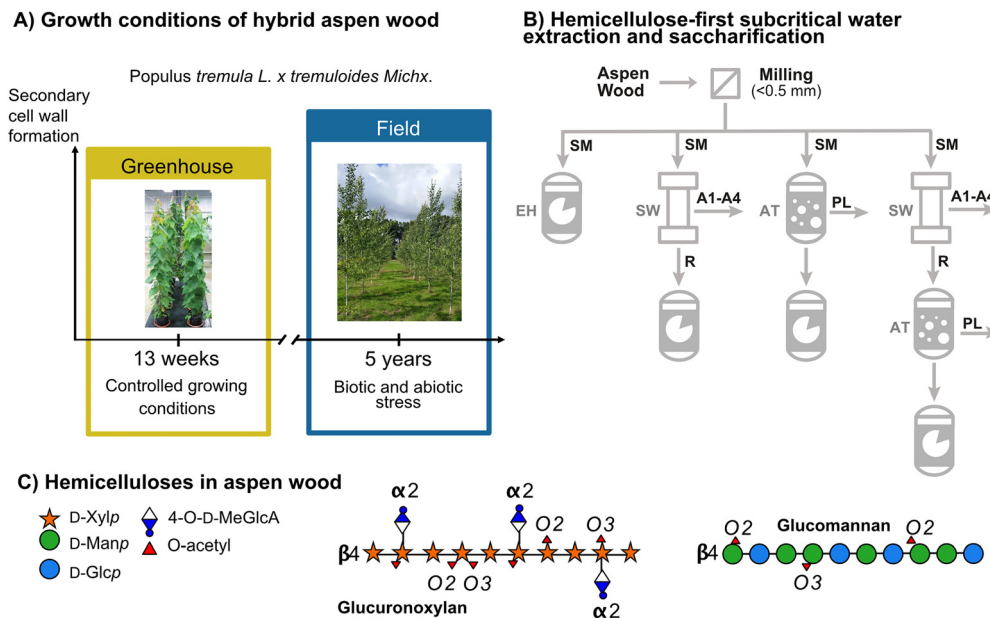 A) Growth conditions of hybrid aspen wood
Populus tremula L. x tremuloides Michx.
Secondary
cell wall
formation
Greenhouse
Field
13 weeks
5 years
Controlled growing
conditions
Biotic and abiotic
stress
B) Hemicellulose-first subcritical water
extraction and saccharification
Aspen
Wood
Milling
(<0.5 mm)
SM
SM
SM
SM
EH
SW
A1-A4
AT
PL
SW
A1-A4
R
R
AT
PL
C) Hemicelluloses in aspen wood
D-Xylp
4-O-D-MeGlcA
D-Manp
O-acetyl
D-Glcp
α2
α2
O2
O3
β4
O2
O3
Glucuronoxylan
α2
Glucomannan
O2
O2
β4
O3